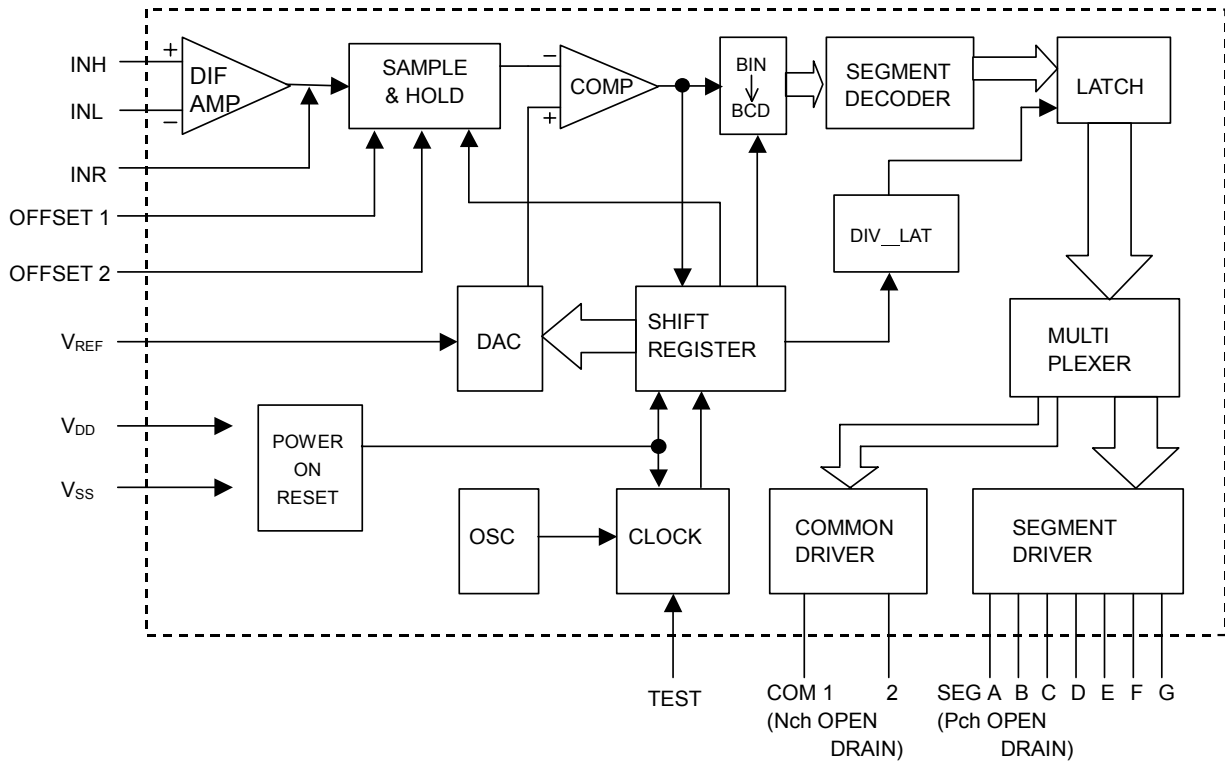 INH
INL
INR
OFFSET 1
OFFSET 2
VREF
VDD
VSS
+
DIF
AMP
−
SAMPLE
& HOLD
−
COMP
+
BIN
BCD
SEGMENT
DECODER
LATCH
DIV__LAT
DAC
SHIFT
REGISTER
MULTI
PLEXER
POWER
ON
RESET
OSC
CLOCK
COMMON
DRIVER
SEGMENT
DRIVER
TEST
COM 1 2
(Nch OPEN
DRAIN)
SEG A B C D E F G
(Pch OPEN
DRAIN)